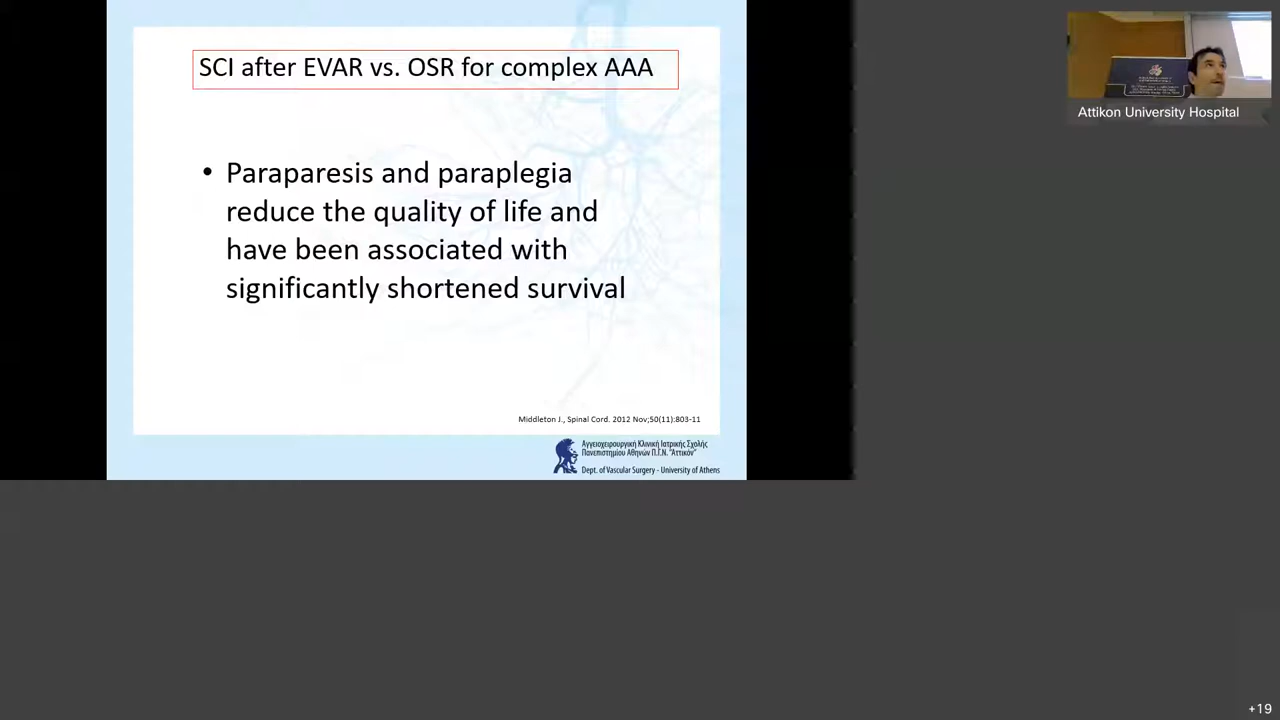 SCI after EVAR vs. OSR for complex AAA
• Paraparesis and paraplegia
reduce the quality of life and
have been associated with
significantly shortened survival
Middleton J., Spinal Cord. 2012 Nov;50(11):803-11
Αγγειοχειρουργική Κλινική Ιατρικής Σχολής
Πανεπιστημίου Αθηνών Π.Γ.Ν. "Αττικόν"
Dept. of Vascular Surgery - University of Athens
Attikon University Hospital
+19